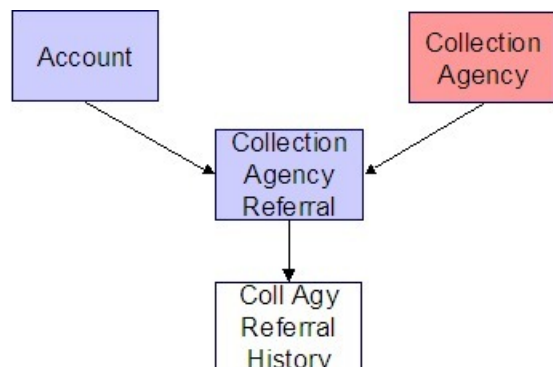 Account
Collection
Agency
Collection
Agency
Referral
Coll Agy
Referral
History